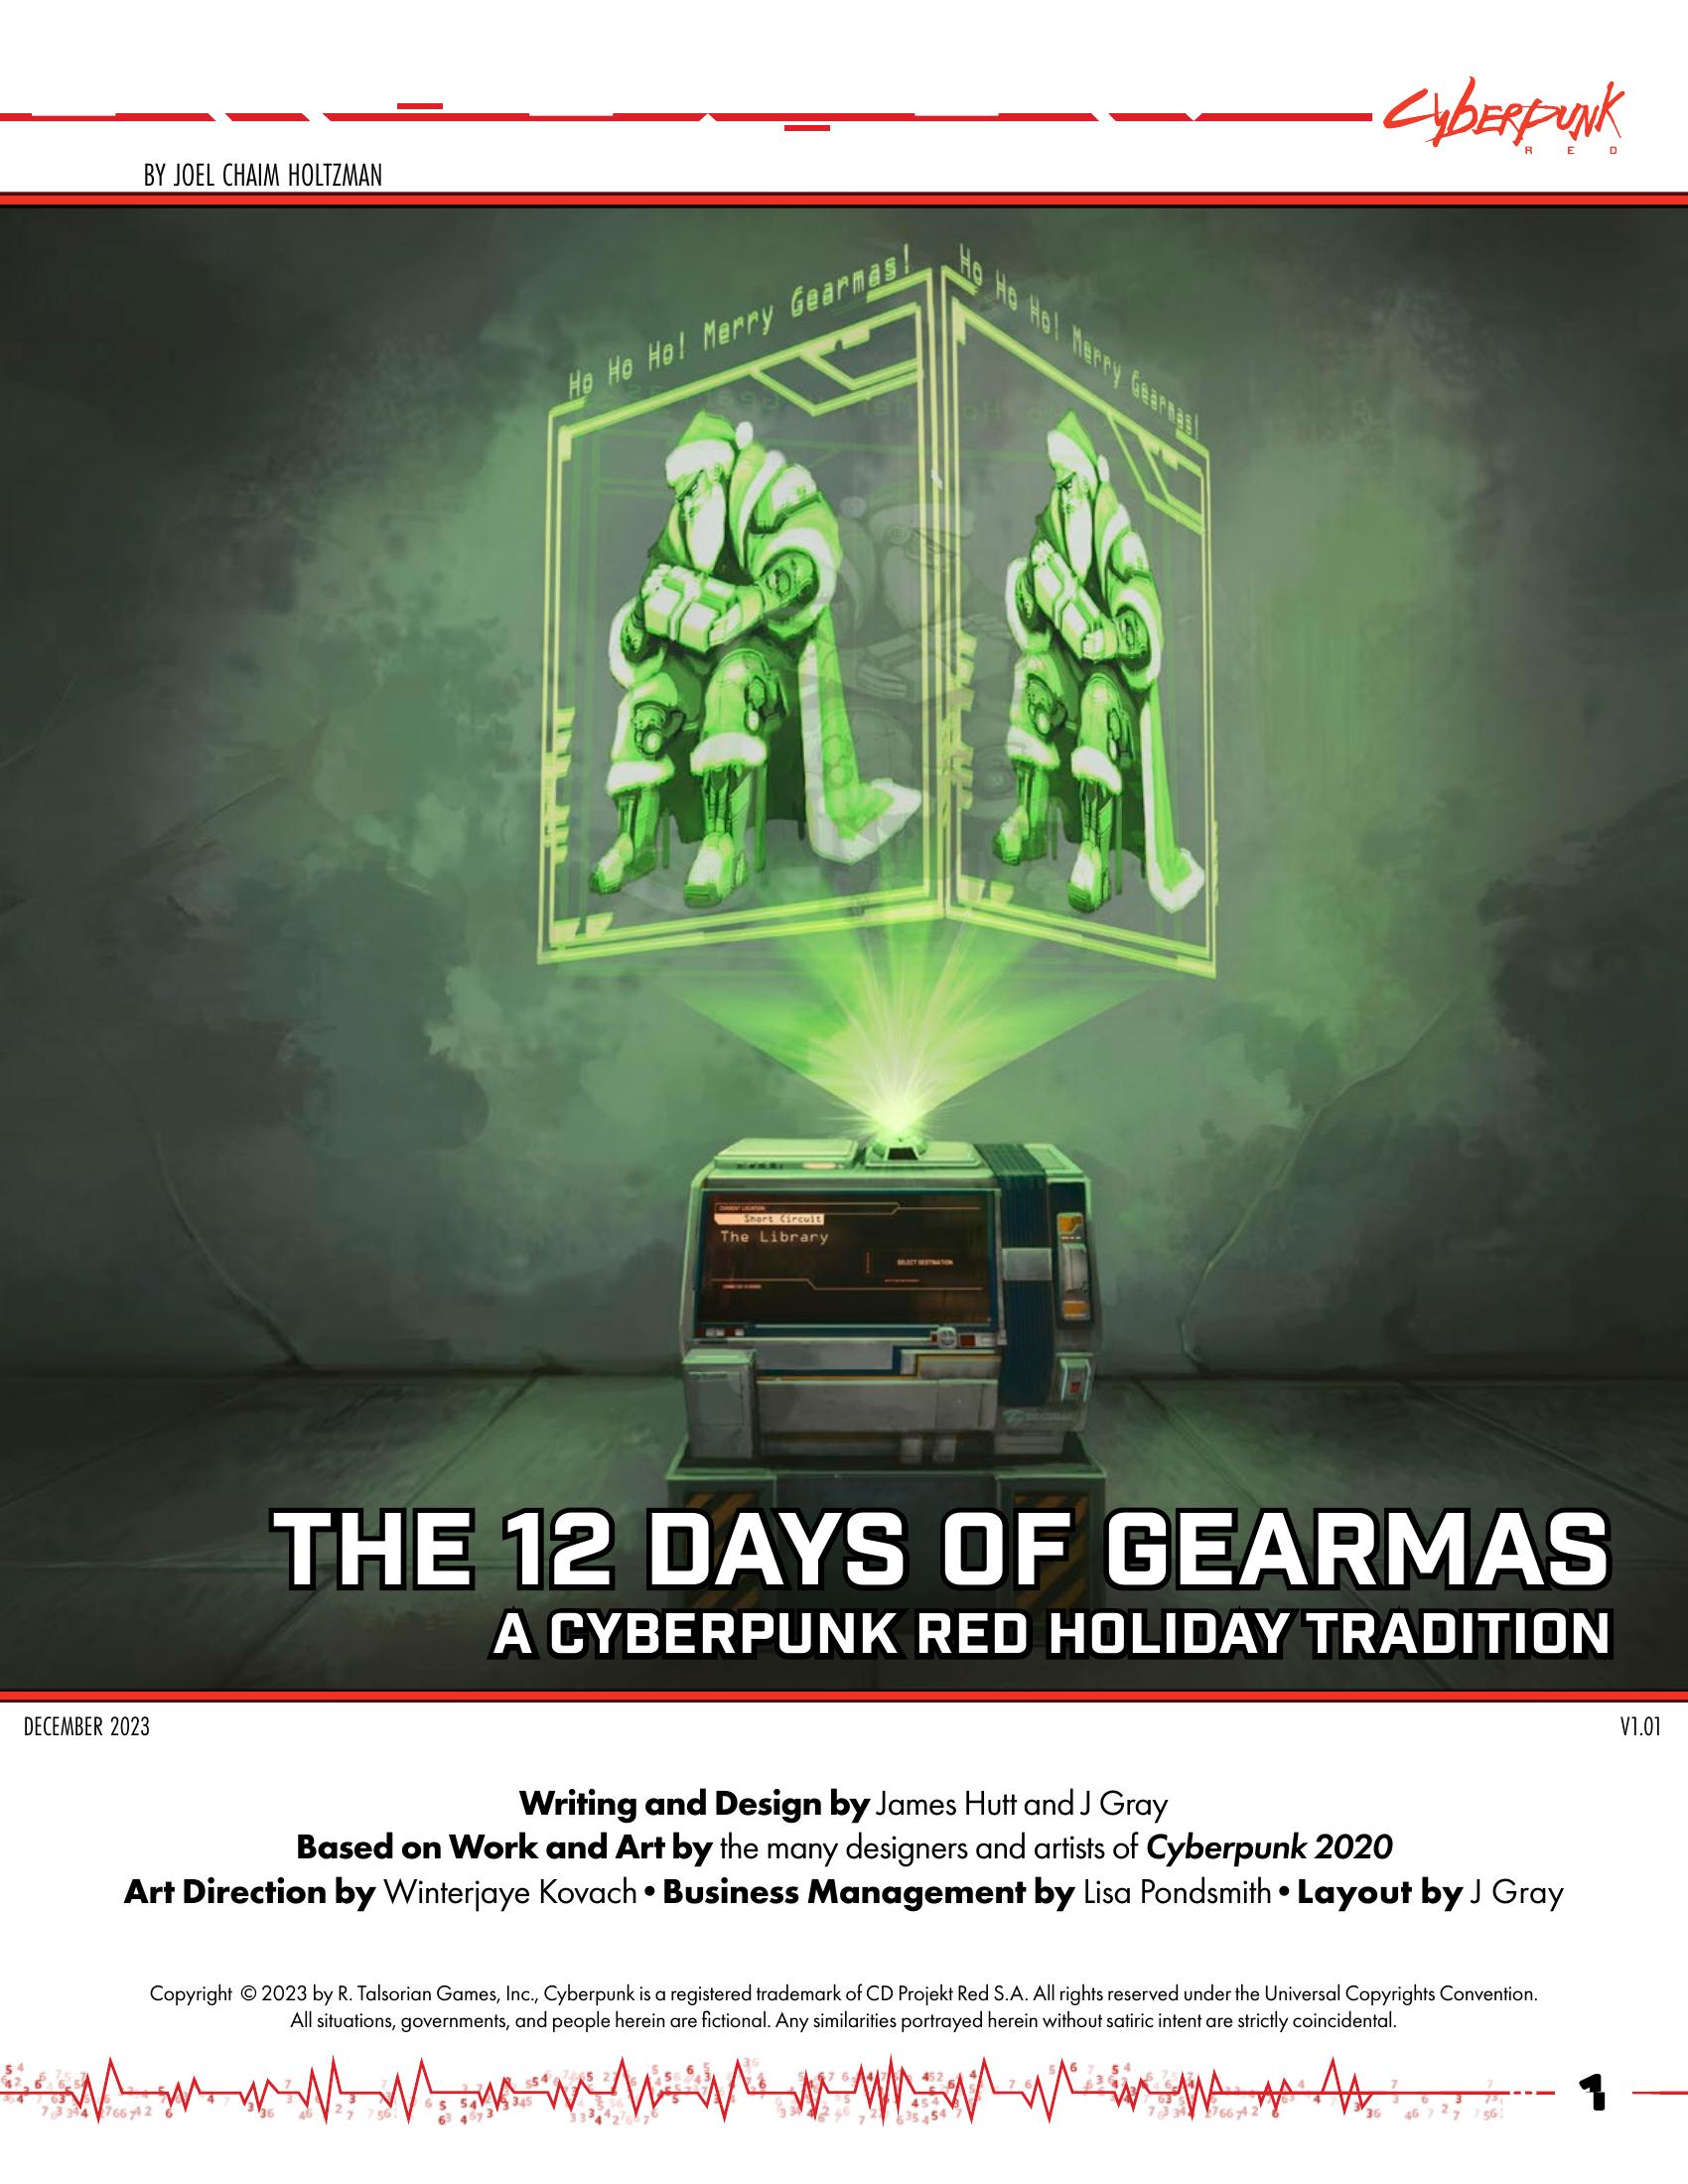 Cyberpunk
RED
BY JOEL CHAIM HOLTZMAN
Ho Ho Ho! Merry Gearmas!
Ho Ho Ho! Merry Gearmas!
CURRENT LOCATION:
Short Circuit
The Library
SELECT DESTINATION
THE 12 DAYS OF GEARMAS
A CYBERPUNK RED HOLIDAY TRADITION
DECEMBER 2023
V1.01
Writing and Design by James Hutt and J Gray
Based on Work and Art by the many designers and artists of Cyberpunk 2020
Art Direction by Winterjaye Kovach • Business Management by Lisa Pondsmith • Layout by J Gray
Copyright © 2023 by R. Talsorian Games, Inc., Cyberpunk is a registered trademark of CD Projekt Red S.A. All rights reserved under the Universal Copyrights Convention.
All situations, governments, and people herein are fictional. Any similarities portrayed herein without satiric intent are strictly coincidental.
1